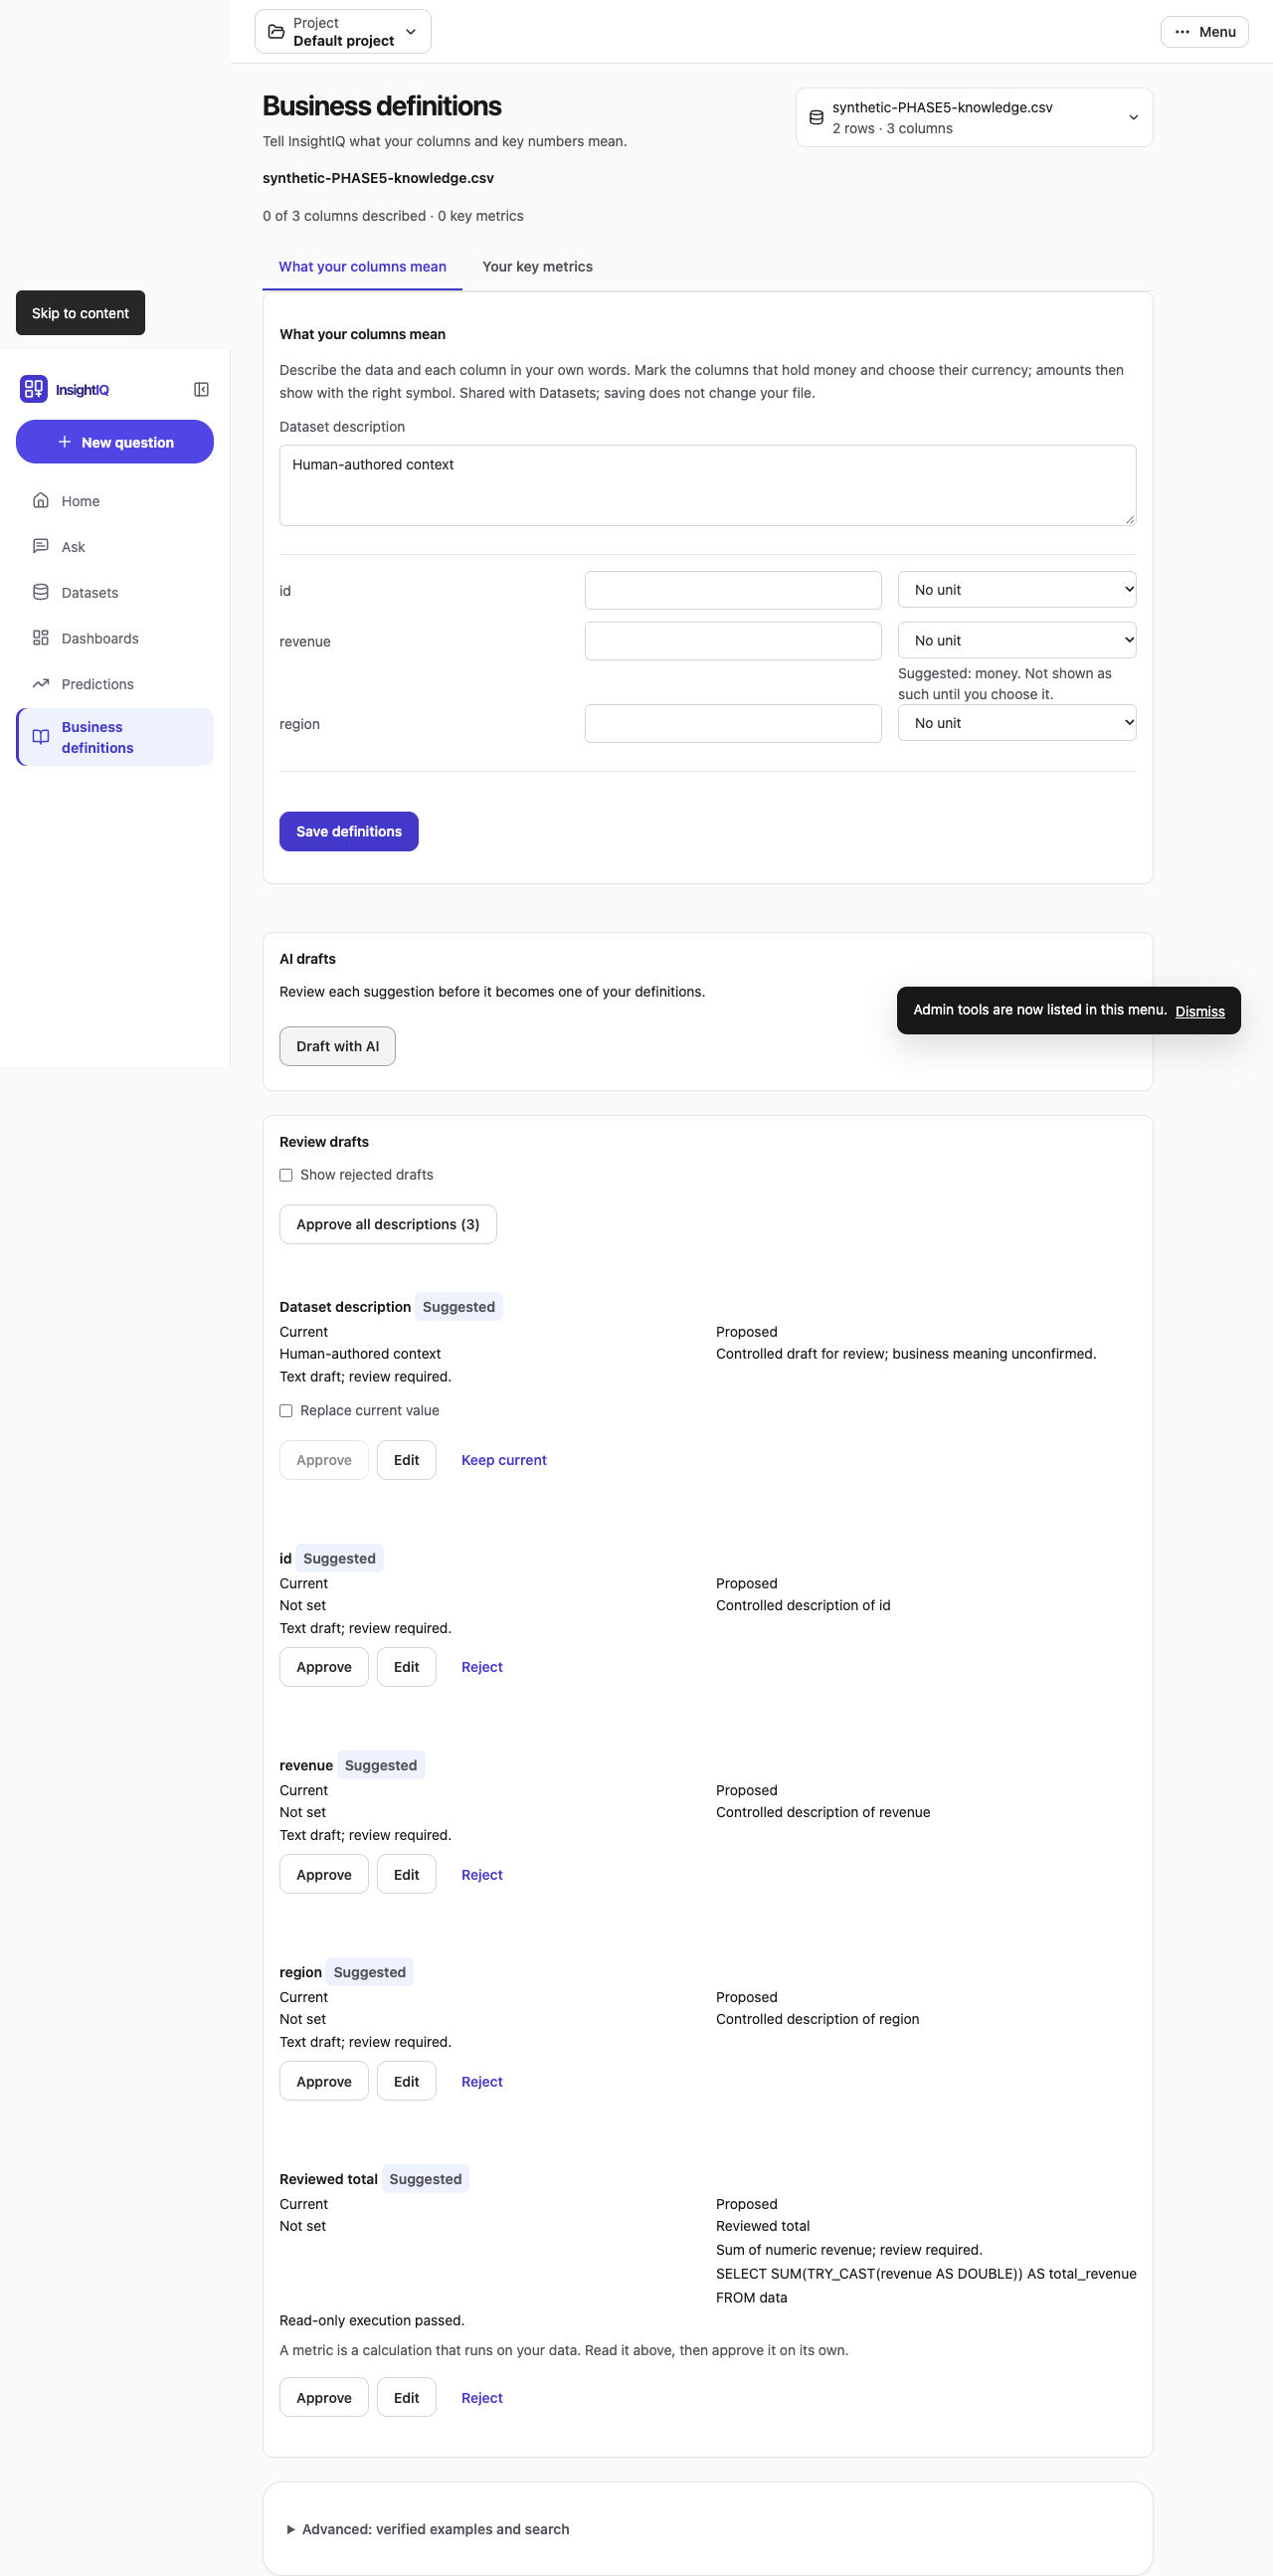 Project
Default project
Menu
Business definitions
Tell InsightIQ what your columns and key numbers mean.
synthetic-PHASE5-knowledge.csv
2 rows · 3 columns
synthetic-PHASE5-knowledge.csv
0 of 3 columns described · 0 key metrics
What your columns mean
Your key metrics
Skip to content
InsightIQ
New question
Home
Ask
Datasets
Dashboards
Predictions
Business
definitions
What your columns mean
Describe the data and each column in your own words. Mark the columns that hold money and choose their currency; amounts then
show with the right symbol. Shared with Datasets; saving does not change your file.
Dataset description
Human-authored context
id
No unit
revenue
No unit
Suggested: money. Not shown as
such until you choose it.
region
No unit
Save definitions
AI drafts
Review each suggestion before it becomes one of your definitions.
Admin tools are now listed in this menu. Dismiss
Draft with AI
Review drafts
Show rejected drafts
Approve all descriptions (3)
Dataset description Suggested
Current
Human-authored context
Proposed
Controlled draft for review; business meaning unconfirmed.
Text draft; review required.
Replace current value
Approve
Edit
Keep current
id Suggested
Current
Not set
Proposed
Controlled description of id
Text draft; review required.
Approve
Edit
Reject
revenue Suggested
Current
Not set
Proposed
Controlled description of revenue
Text draft; review required.
Approve
Edit
Reject
region Suggested
Current
Not set
Proposed
Controlled description of region
Text draft; review required.
Approve
Edit
Reject
Reviewed total Suggested
Current
Not set
Proposed
Reviewed total
Sum of numeric revenue; review required.
SELECT SUM(TRY_CAST(revenue AS DOUBLE)) AS total_revenue
FROM data
Read-only execution passed.
A metric is a calculation that runs on your data. Read it above, then approve it on its own.
Approve
Edit
Reject
Advanced: verified examples and search